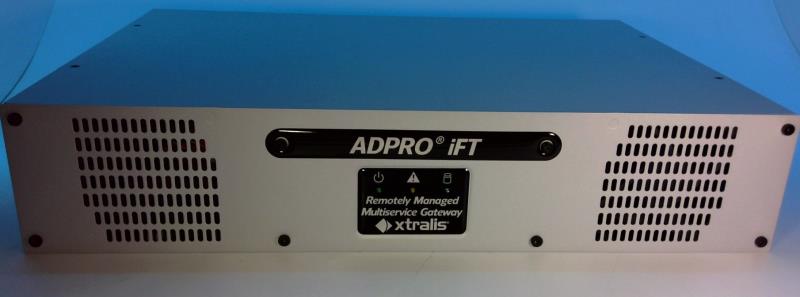 ADPRO® iFT
Remotely Managed
Multiservice Gateway
xtralis